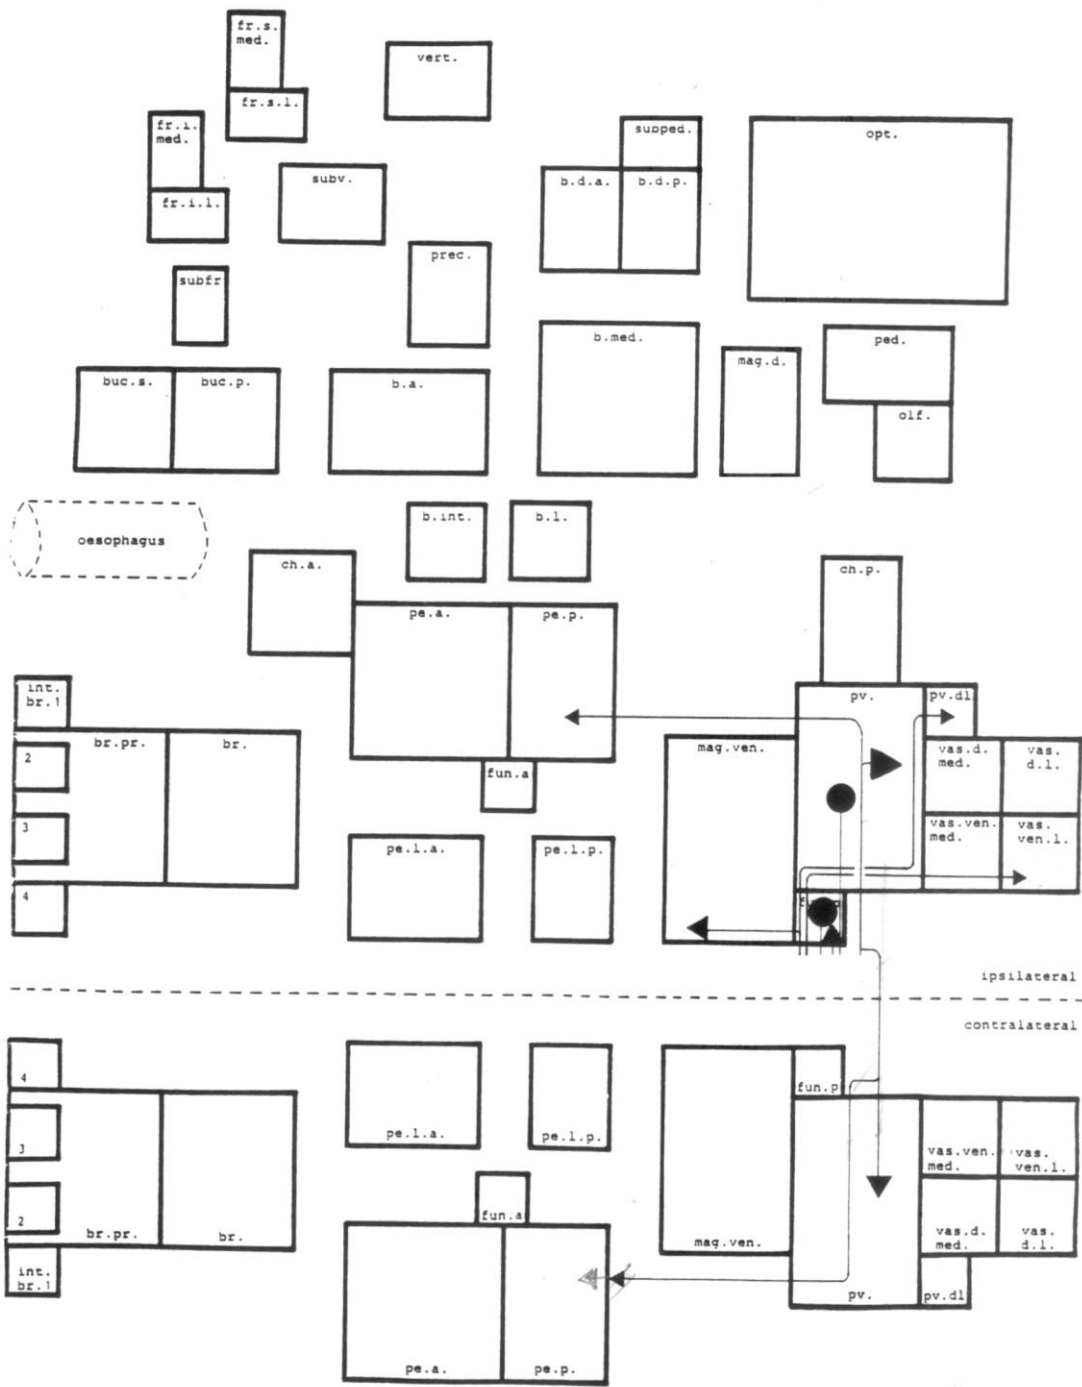 fr.s.
med.
vert.
fr.s.l.
fr.i.
med.
supped.
opt.
subv.
b.d.a.
b.d.p.
fr.i.l.
prec.
subfr
b.med.
ped.
mag.d.
buc.s.
buc.p.
b.a.
olf.
b.int.
b.l.
oesophagus
ch.a.
ch.p.
pe.a.
pe.p.
int.
br.1
pv.
pv.dl
br.pr.
br.
mag.ven.
vas.d.
med.
vas.
d.l.
2
fun.a
3
vas.ven.
med.
vas.
ven.l.
pe.l.a.
pe.l.p.
4
ipsilateral
contralateral
4
fun.p
pe.l.a.
pe.l.p.
3
vas.ven.
med.
vas.
ven.l.
2
fun.a
br.pr.
br.
mag.ven.
vas.d.
med.
vas.
d.l.
int.
br.1
pv.
pv.dl
pe.a.
pe.p.